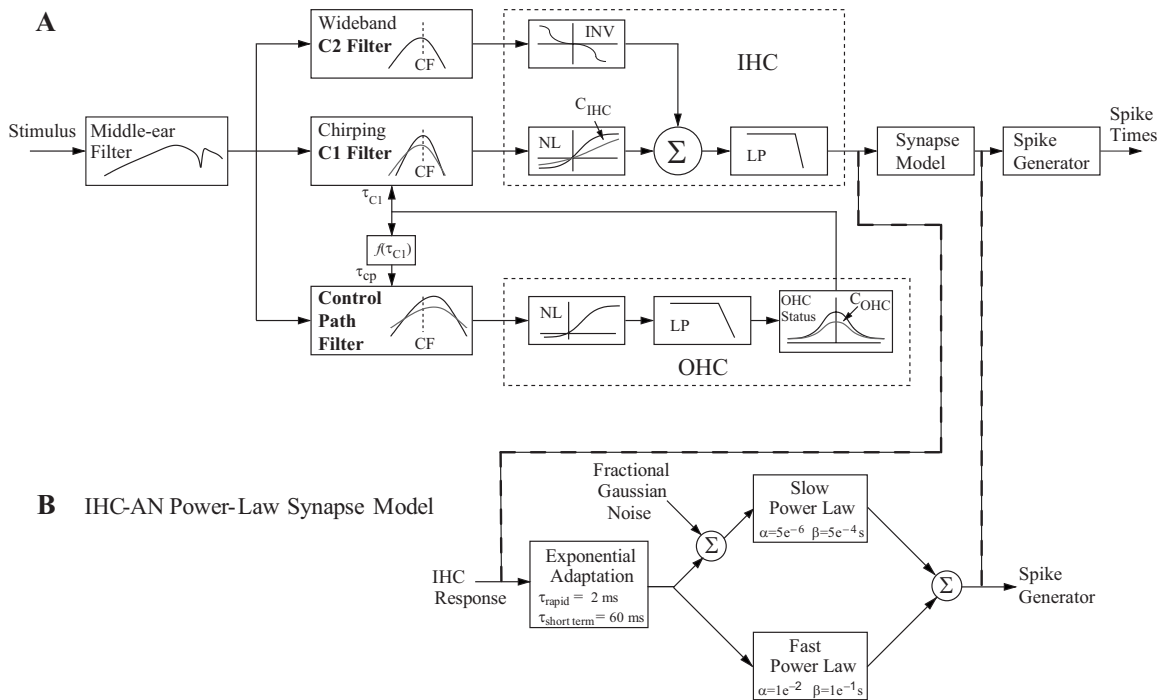 A
Wideband
C2 Filter
CF
INV
IHC
Stimulus
Middle-ear
Filter
Chirping
C1 Filter
CF
NL
C_IHC
Σ
LP
Synapse
Model
Spike
Generator
Spike
Times
τ_C1
f(τ_C1)
τ_cp
Control
Path
Filter
CF
NL
LP
OHC
Status
C_OHC
OHC
B IHC-AN Power-Law Synapse Model
Fractional
Gaussian
Noise
Σ
Slow
Power Law
α=5e⁻⁶ β=5e⁻⁴s
IHC
Response
Exponential
Adaptation
τ_rapid = 2 ms
τ_short term = 60 ms
Σ
Spike
Generator
Fast
Power Law
α=1e⁻² β=1e⁻¹s